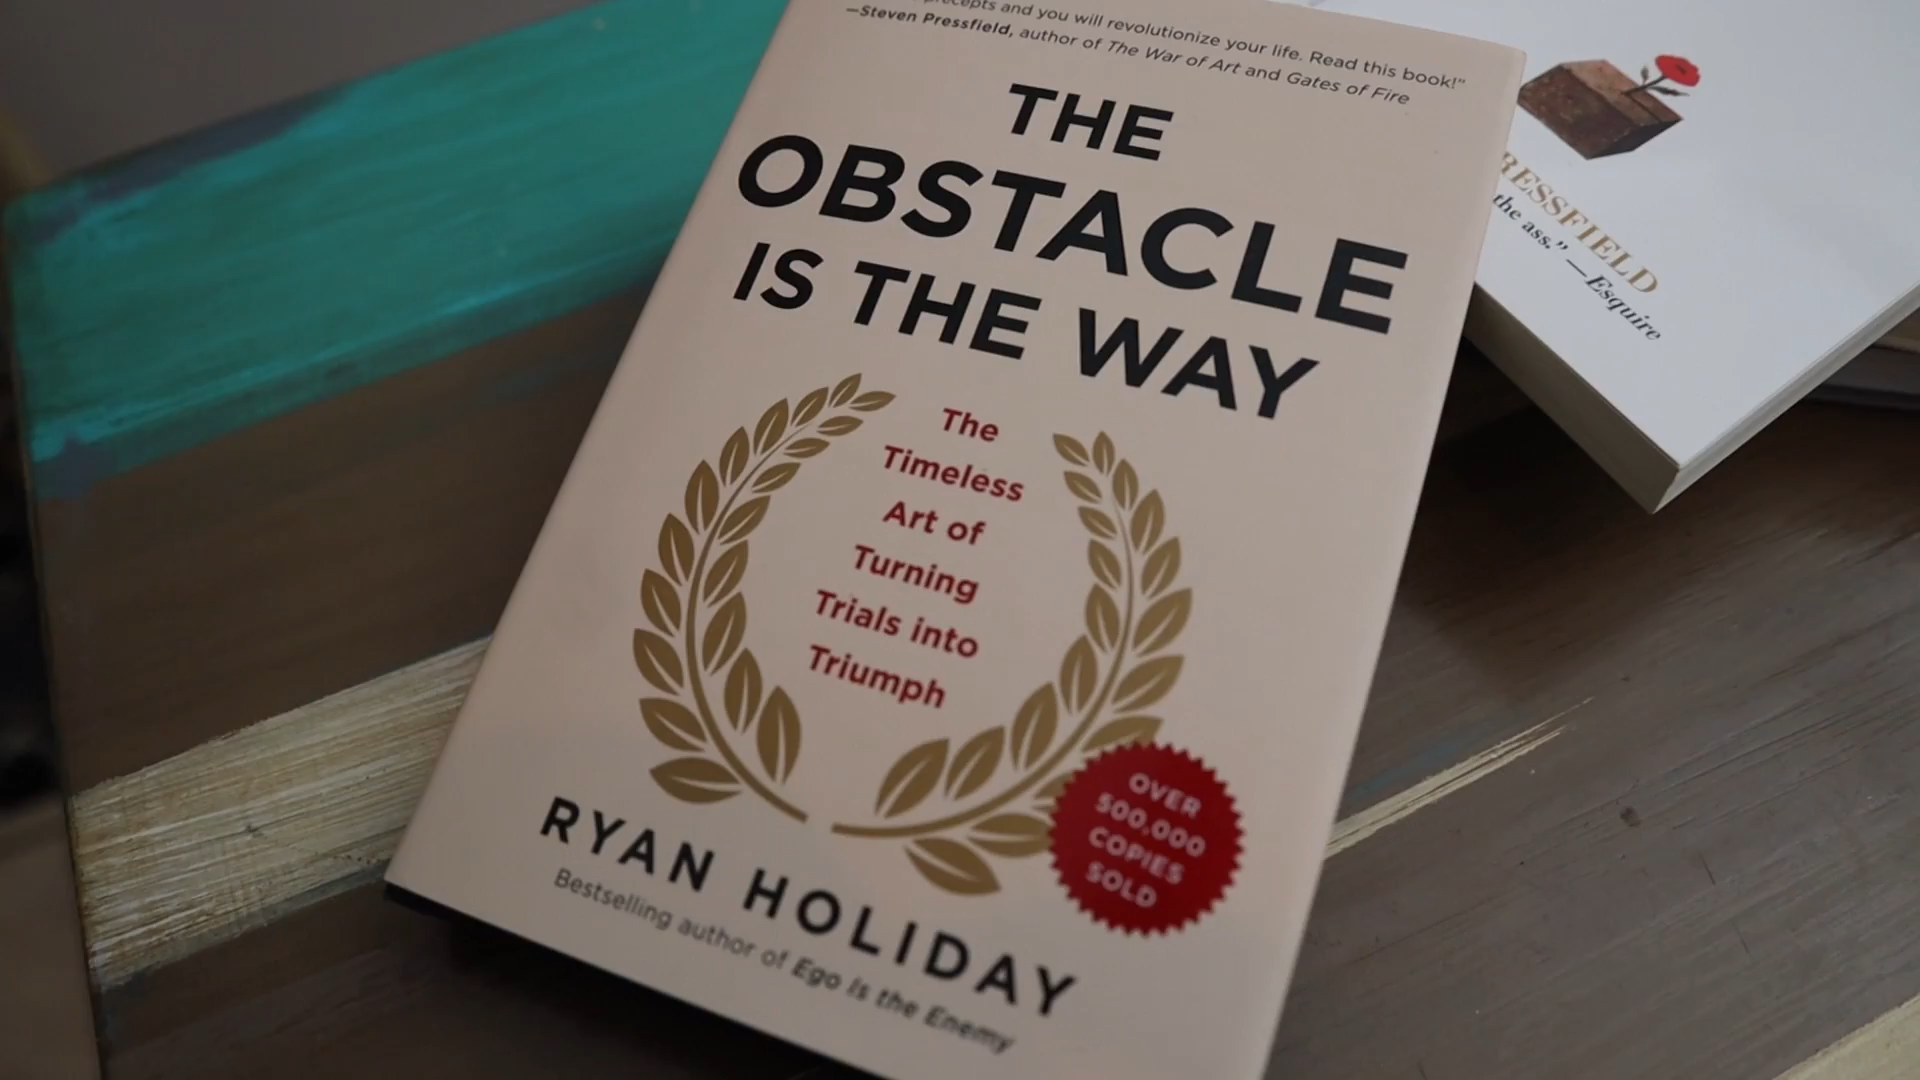 precepts and you will revolutionize your life. Read this book!"
—Steven Pressfield, author of The War of Art and Gates of Fire
THE
OBSTACLE
IS THE WAY
The
Timeless
Art of
Turning
Trials into
Triumph
OVER
500,000
COPIES
SOLD
RYAN HOLIDAY
Bestselling author of Ego Is the Enemy
RESSFIELD
the ass." —Esquire